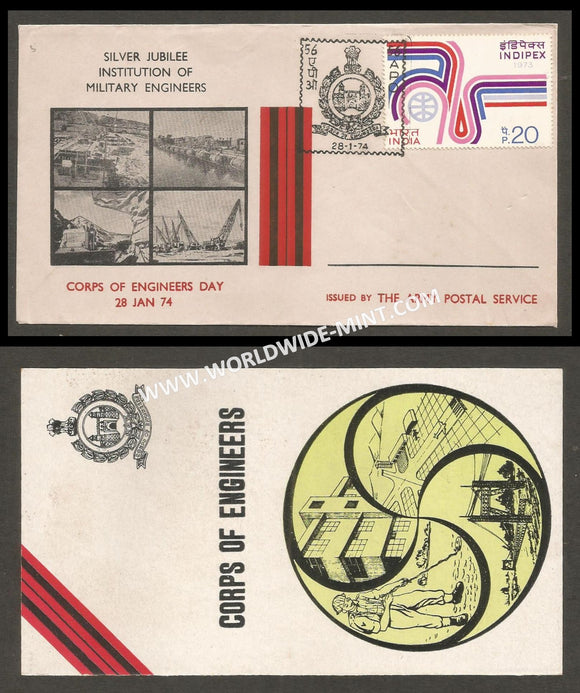 SILVER JUBILEE
INSTITUTION OF
MILITARY ENGINEERS
56
ए
पी
ओ
56
A
28-1-74
इंडिपेक्स
INDIPEX
1973
भारत
INDIA
पै.
P. 20
CORPS OF ENGINEERS DAY
28 JAN 74
ISSUED BY THE ARMY POSTAL SERVICE
WWW.WORLDWIDE-MINT.COM
CORPS OF ENGINEERS